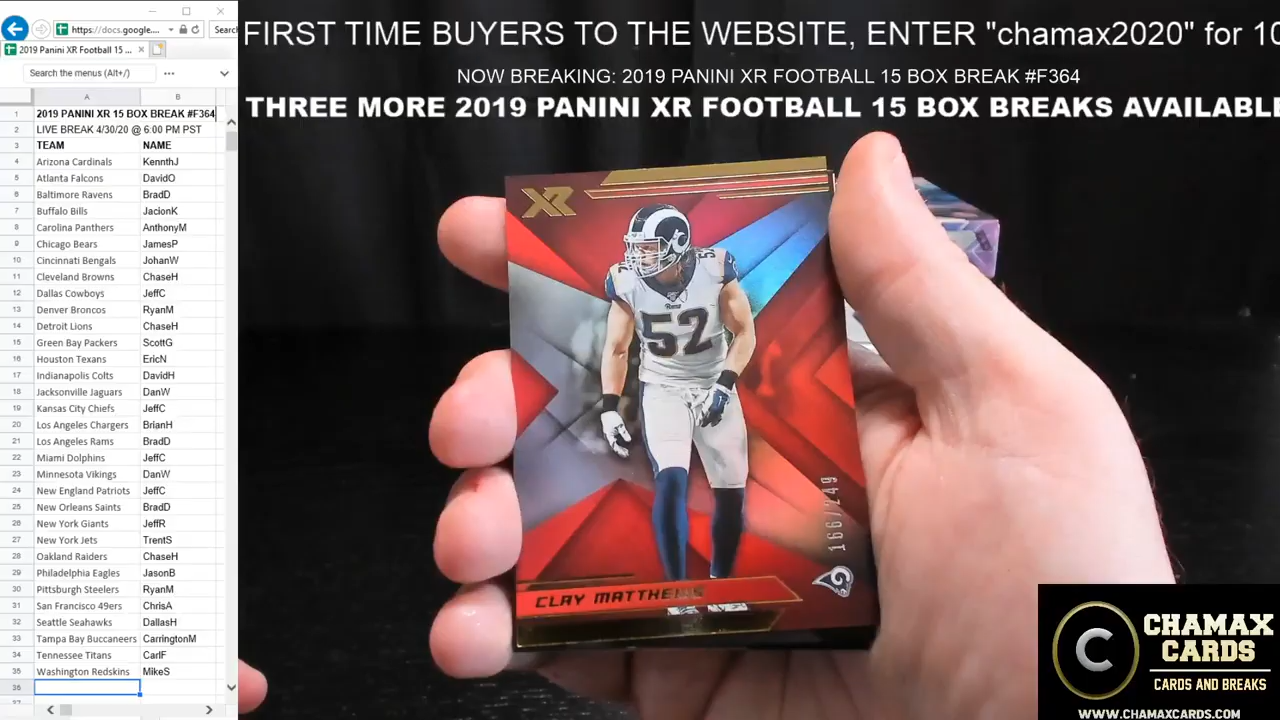 https://docs.google....
Searc
2019 Panini XR Football 15 ...
Search the menus (Alt+/)
A B
1 2019 PANINI XR 15 BOX BREAK #F364
2 LIVE BREAK 4/30/20 @ 6:00 PM PST
3 TEAM NAME
4 Arizona Cardinals KennthJ
5 Atlanta Falcons DavidO
6 Baltimore Ravens BradD
7 Buffalo Bills JacionK
8 Carolina Panthers AnthonyM
9 Chicago Bears JamesP
10 Cincinnati Bengals JohanW
11 Cleveland Browns ChaseH
12 Dallas Cowboys JeffC
13 Denver Broncos RyanM
14 Detroit Lions ChaseH
15 Green Bay Packers ScottG
16 Houston Texans EricN
17 Indianapolis Colts DavidH
18 Jacksonville Jaguars DanW
19 Kansas City Chiefs JeffC
20 Los Angeles Chargers BrianH
21 Los Angeles Rams BradD
22 Miami Dolphins JeffC
23 Minnesota Vikings DanW
24 New England Patriots JeffC
25 New Orleans Saints BradD
26 New York Giants JeffR
27 New York Jets TrentS
28 Oakland Raiders ChaseH
29 Philadelphia Eagles JasonB
30 Pittsburgh Steelers RyanM
31 San Francisco 49ers ChrisA
32 Seattle Seahawks DallasH
33 Tampa Bay Buccaneers CarringtonM
34 Tennessee Titans CarlF
35 Washington Redskins MikeS
36
FIRST TIME BUYERS TO THE WEBSITE, ENTER "chamax2020" for 10
NOW BREAKING: 2019 PANINI XR FOOTBALL 15 BOX BREAK #F364
THREE MORE 2019 PANINI XR FOOTBALL 15 BOX BREAKS AVAILABLE
XR
52
166/249
CLAY MATTHEWS
C
CHAMAX
CARDS
CARDS AND BREAKS
WWW.CHAMAXCARDS.COM